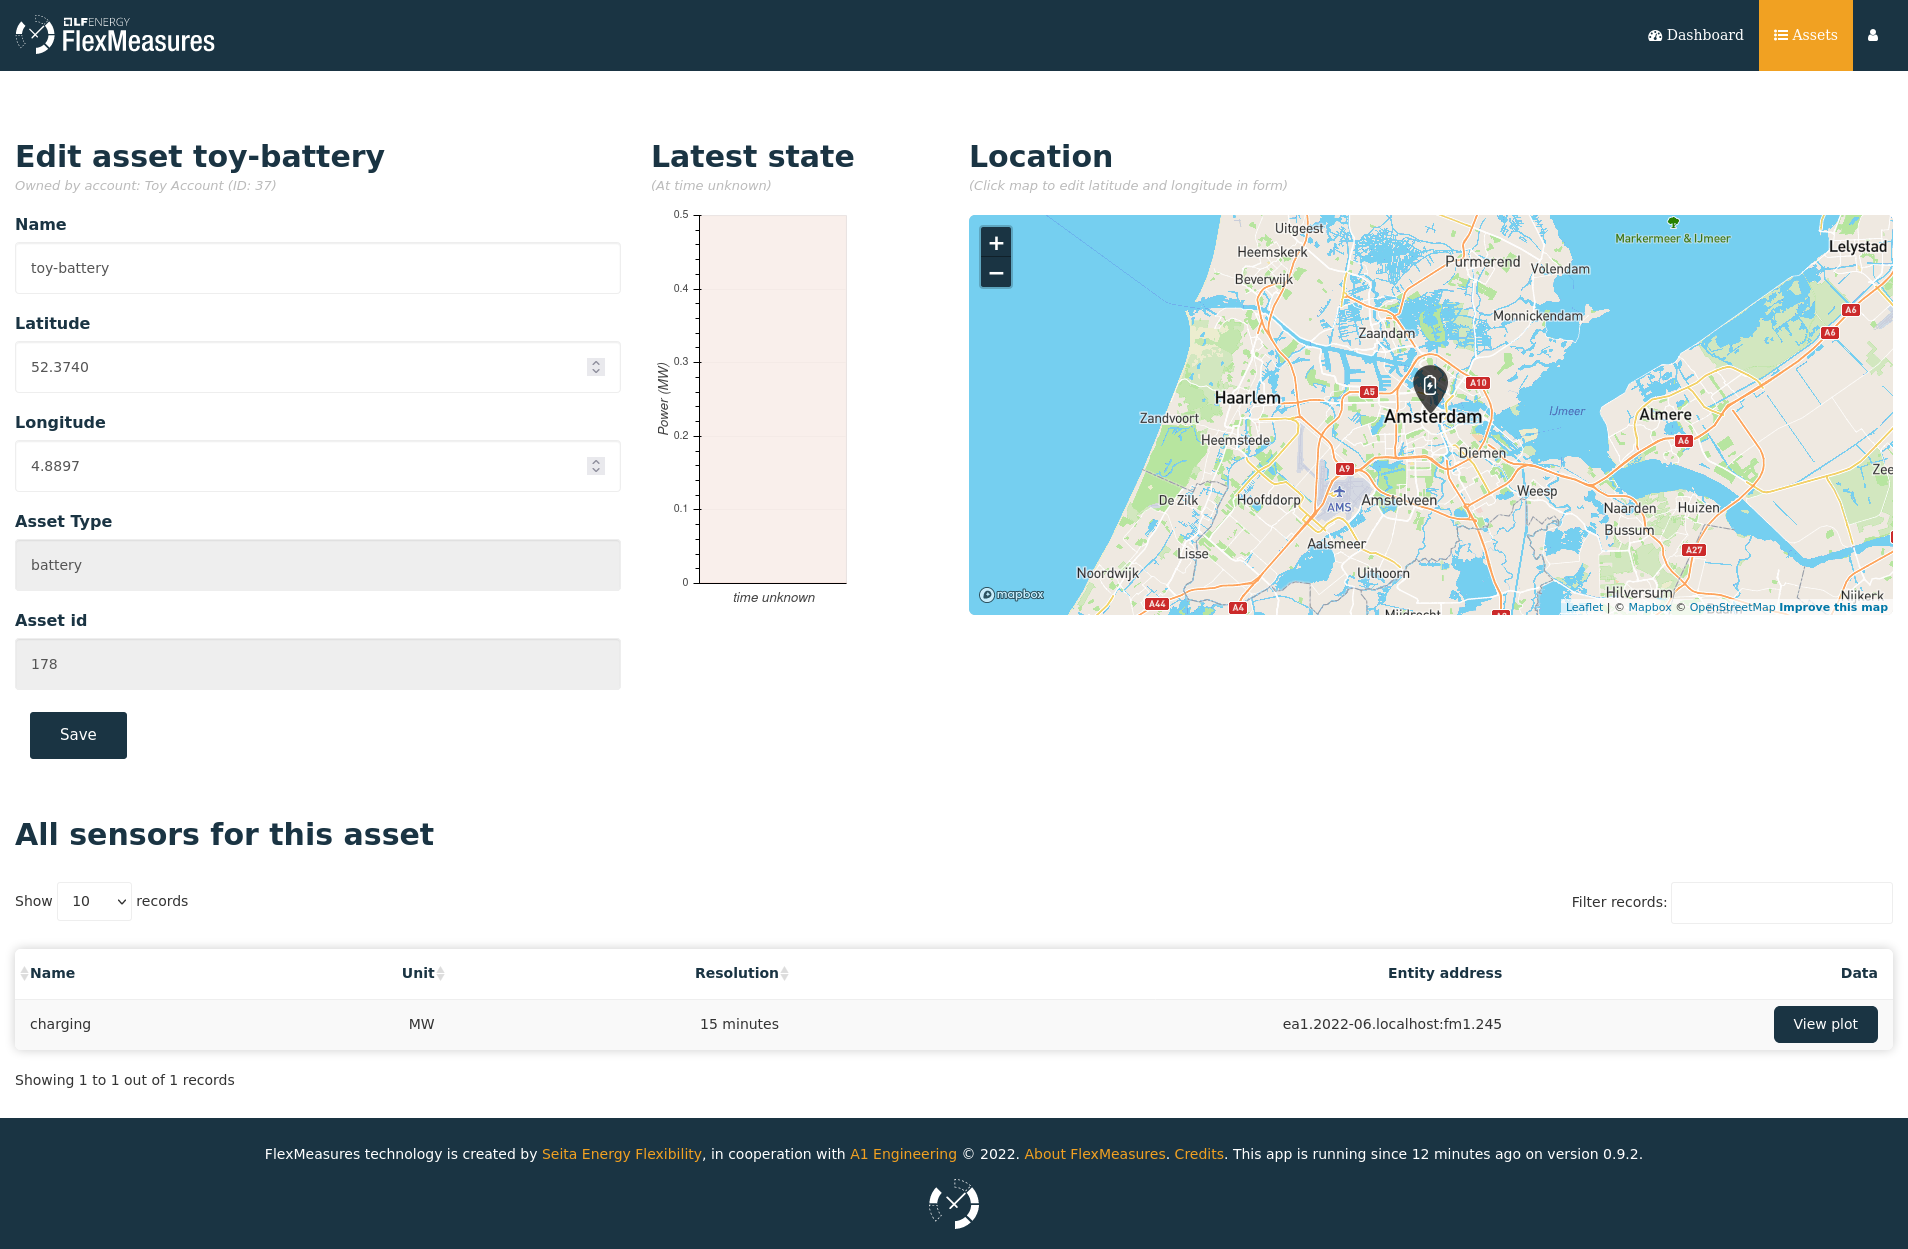 LFENERGY
FlexMeasures
Dashboard
Assets
Edit asset toy-battery
Owned by account: Toy Account (ID: 37)
Name
toy-battery
Latitude
52.3740
Longitude
4.8897
Asset Type
battery
Asset id
178
Save
Latest state
(At time unknown)
0.5
0.4
0.3
0.2
0.1
0
Power (MW)
time unknown
Location
(Click map to edit latitude and longitude in form)
+
−
Uitgeest
Markermeer & IJmeer
Lelystad
Heemskerk
Purmerend
Volendam
Beverwijk
A6
Monnickendam
A6
Zaandam
A10
A5
Haarlem
Amsterdam
IJmeer
Almere
Zandvoort
Heemstede
A6
Diemen
A9
Zee
AMS
De Zilk
Hoofddorp
Amstelveen
Weesp
Naarden
Huizen
Bussum
Aalsmeer
Lisse
A27
Noordwijk
Uithoorn
Hilversum
Nijkerk
mapbox
A44
A4
Mijdrecht
Leaflet | © Mapbox © OpenStreetMap Improve this map
All sensors for this asset
Show 10 records
Filter records:
Name Unit Resolution Entity address Data
charging MW 15 minutes ea1.2022-06.localhost:fm1.245 View plot
Showing 1 to 1 out of 1 records
FlexMeasures technology is created by Seita Energy Flexibility, in cooperation with A1 Engineering © 2022. About FlexMeasures. Credits. This app is running since 12 minutes ago on version 0.9.2.